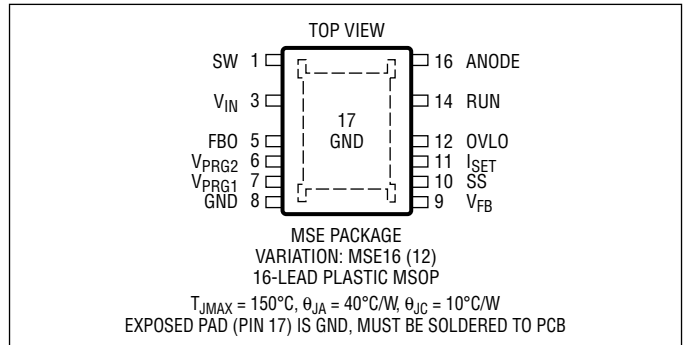 TOP VIEW
SW 1 16 ANODE
VIN 3 14 RUN
17
GND
FBO 5 12 OVLO
VPRG2 6 11 ISET
VPRG1 7 10 SS
GND 8 9 VFB
MSE PACKAGE
VARIATION: MSE16 (12)
16-LEAD PLASTIC MSOP
TJMAX = 150°C, θJA = 40°C/W, θJC = 10°C/W
EXPOSED PAD (PIN 17) IS GND, MUST BE SOLDERED TO PCB